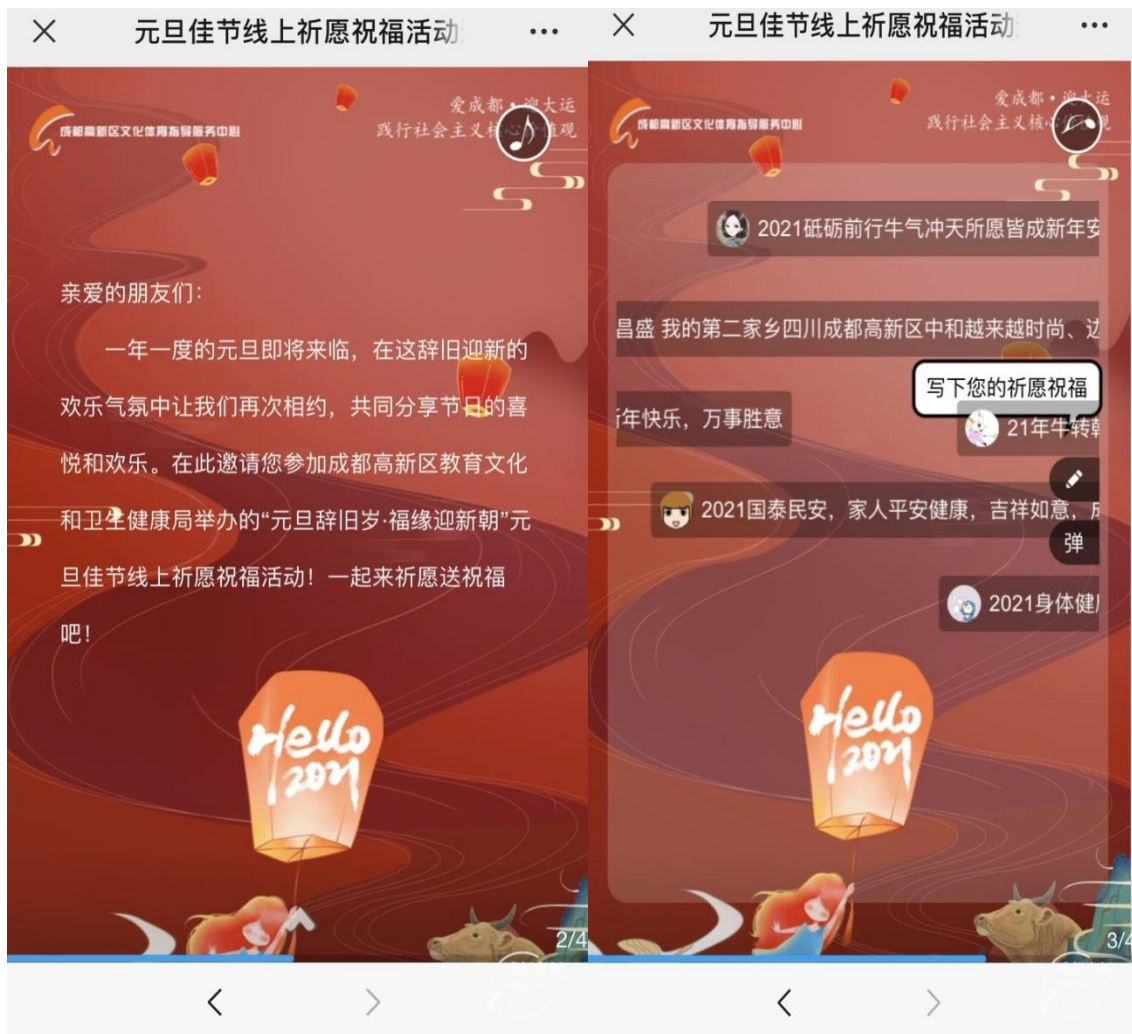 元旦佳节线上祈愿祝福活动
成都高新区文化体育指导服务中心
爱成都·迎大运
践行社会主义核心价值观
亲爱的朋友们：
一年一度的元旦即将来临，在这辞旧迎新的
欢乐气氛中让我们再次相约，共同分享节日的喜
悦和欢乐。在此邀请您参加成都高新区教育文化
和卫生健康局举办的“元旦辞旧岁·福缘迎新朝”元
旦佳节线上祈愿祝福活动！一起来祈愿送祝福
吧！
Hello
2021
2/4
元旦佳节线上祈愿祝福活动
成都高新区文化体育指导服务中心
爱成都·迎大运
践行社会主义核心价值观
2021砥砺前行牛气冲天所愿皆成新年安
昌盛 我的第二家乡四川成都高新区中和越来越时尚、边
写下您的祈愿祝福
年快乐，万事胜意
21年牛转
2021国泰民安，家人平安健康，吉祥如意，
弹
2021身体健
Hello
2021
3/4